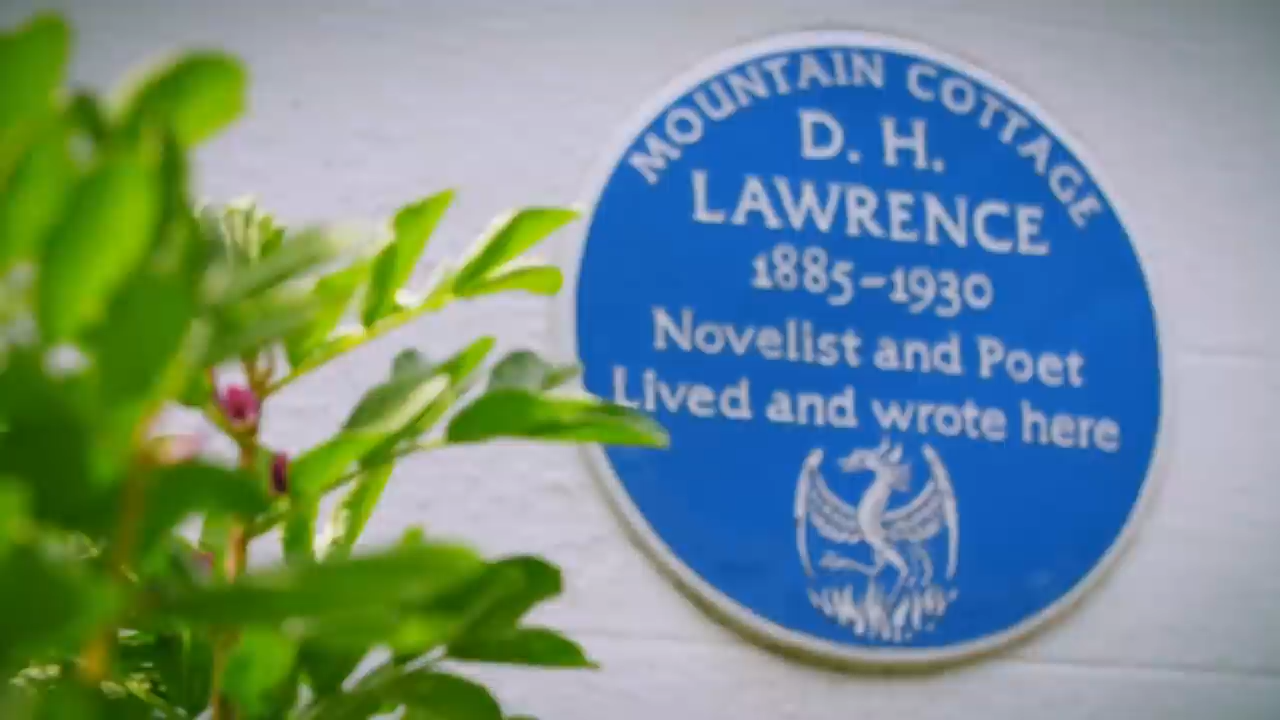 MOUNTAIN COTTAGE
D. H.
LAWRENCE
1885-1930
Novelist and Poet
Lived and wrote here